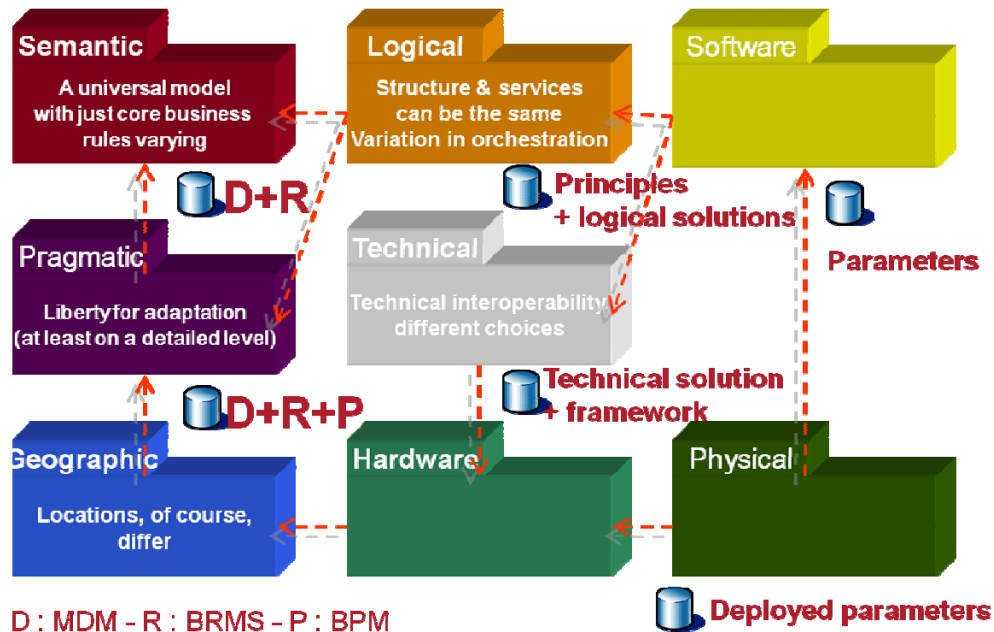 Semantic
A universal model
with just core business
rules varying
Logical
Structure & services
can be the same
Variation in orchestration
Software
D+R
Principles
+ logical solutions
Parameters
Pragmatic
Liberty for adaptation
(at least on a detailed level)
Technical
Technical interoperability,
different choices
D+R+P
Technical solution
+ framework
Geographic
Locations, of course,
differ
Hardware
Physical
D : MDM - R : BRMS - P : BPM
Deployed parameters